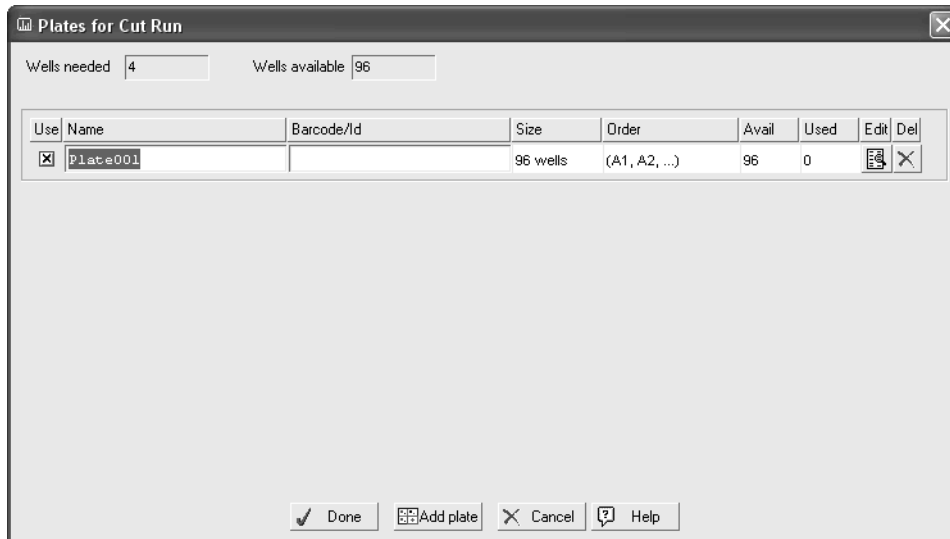 Plates for Cut Run
Wells needed 4 Wells available 96
Use Name Barcode/Id Size Order Avail Used Edit Del
Plate001 96 wells (A1, A2, ...) 96 0
Done Add plate Cancel Help